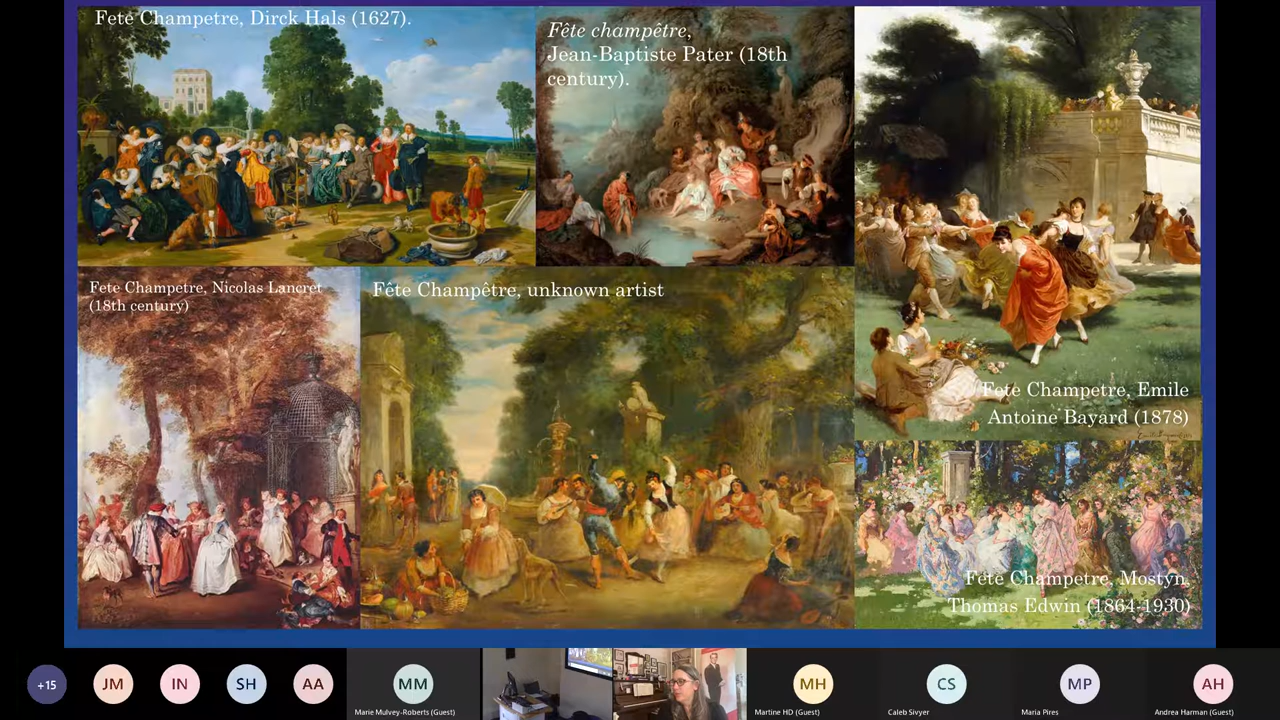 Fete Champetre, Dirck Hals (1627).
Fête champêtre,
Jean-Baptiste Pater (18th
century).
Fete Champetre, Nicolas Lancret
(18th century)
Fête Champêtre, unknown artist
Fete Champetre, Emile
Antoine Bayard (1878)
Fete Champetre, Mostyn,
Thomas Edwin (1864-1930)
+15
JM
IN
SH
AA
MM
MH
CS
MP
AH
Marie Mulvey-Roberts (Guest)
Martine HD (Guest)
Caleb Sivyer
Maria Pires
Andrea Harman (Guest)